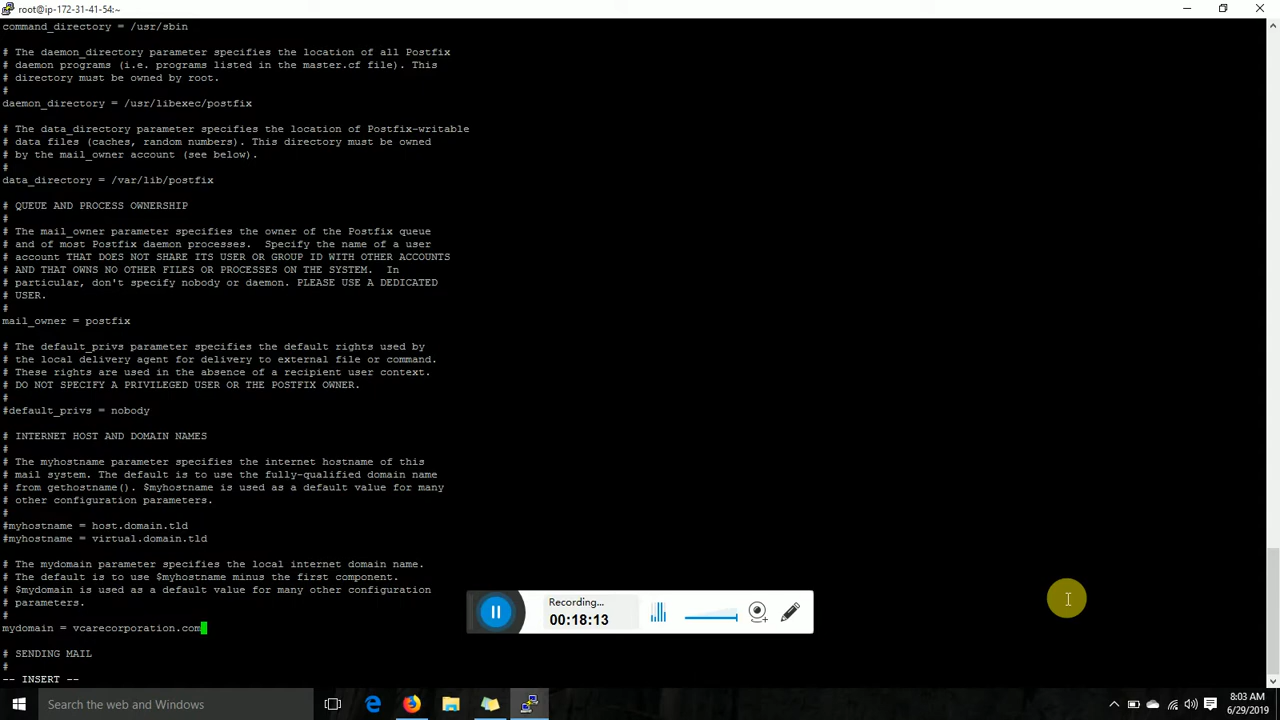 root@ip-172-31-41-54:~
command_directory = /usr/sbin
# The daemon_directory parameter specifies the location of all Postfix
# daemon programs (i.e. programs listed in the master.cf file). This
# directory must be owned by root.
#
daemon_directory = /usr/libexec/postfix
# The data_directory parameter specifies the location of Postfix-writable
# data files (caches, random numbers). This directory must be owned
# by the mail_owner account (see below).
#
data_directory = /var/lib/postfix
# QUEUE AND PROCESS OWNERSHIP
#
# The mail_owner parameter specifies the owner of the Postfix queue
# and of most Postfix daemon processes.  Specify the name of a user
# account THAT DOES NOT SHARE ITS USER OR GROUP ID WITH OTHER ACCOUNTS
# AND THAT OWNS NO OTHER FILES OR PROCESSES ON THE SYSTEM.  In
# particular, don't specify nobody or daemon. PLEASE USE A DEDICATED
# USER.
#
mail_owner = postfix
# The default_privs parameter specifies the default rights used by
# the local delivery agent for delivery to external file or command.
# These rights are used in the absence of a recipient user context.
# DO NOT SPECIFY A PRIVILEGED USER OR THE POSTFIX OWNER.
#
#default_privs = nobody
# INTERNET HOST AND DOMAIN NAMES
#
# The myhostname parameter specifies the internet hostname of this
# mail system. The default is to use the fully-qualified domain name
# from gethostname(). $myhostname is used as a default value for many
# other configuration parameters.
#
#myhostname = host.domain.tld
#myhostname = virtual.domain.tld
# The mydomain parameter specifies the local internet domain name.
# The default is to use $myhostname minus the first component.
# $mydomain is used as a default value for many other configuration
# parameters.
#
mydomain = vcarecorporation.com
# SENDING MAIL
#
-- INSERT --
Recording...
00:18:13
Search the web and Windows
8:03 AM
6/29/2019